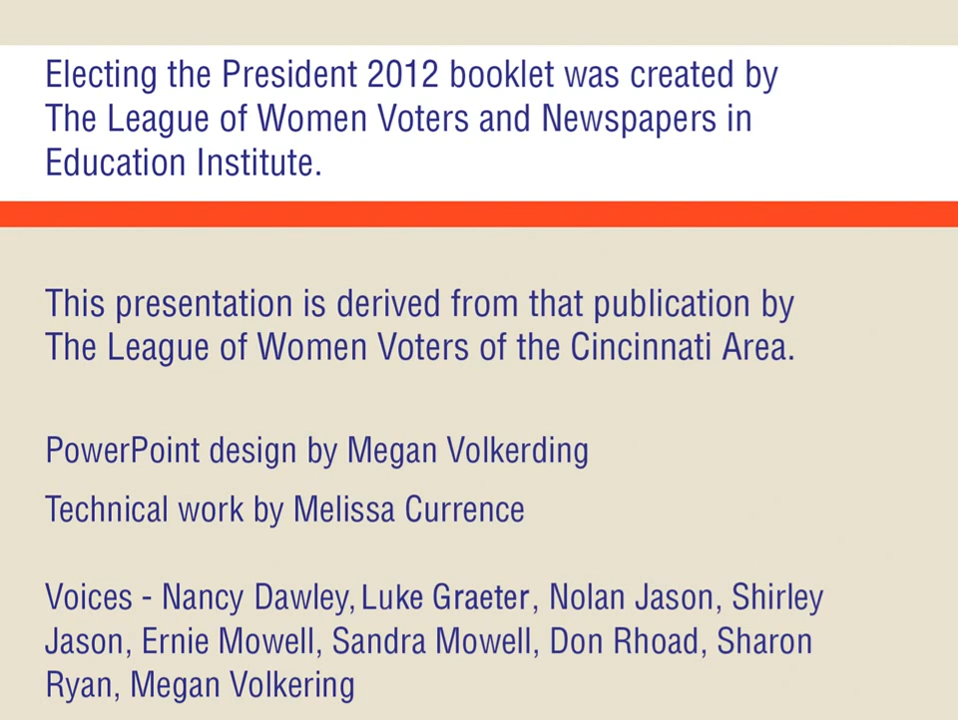 Electing the President 2012 booklet was created by
The League of Women Voters and Newspapers in
Education Institute.
This presentation is derived from that publication by
The League of Women Voters of the Cincinnati Area.
PowerPoint design by Megan Volkerding
Technical work by Melissa Currence
Voices - Nancy Dawley, Luke Graeter, Nolan Jason, Shirley
Jason, Ernie Mowell, Sandra Mowell, Don Rhoad, Sharon
Ryan, Megan Volkering